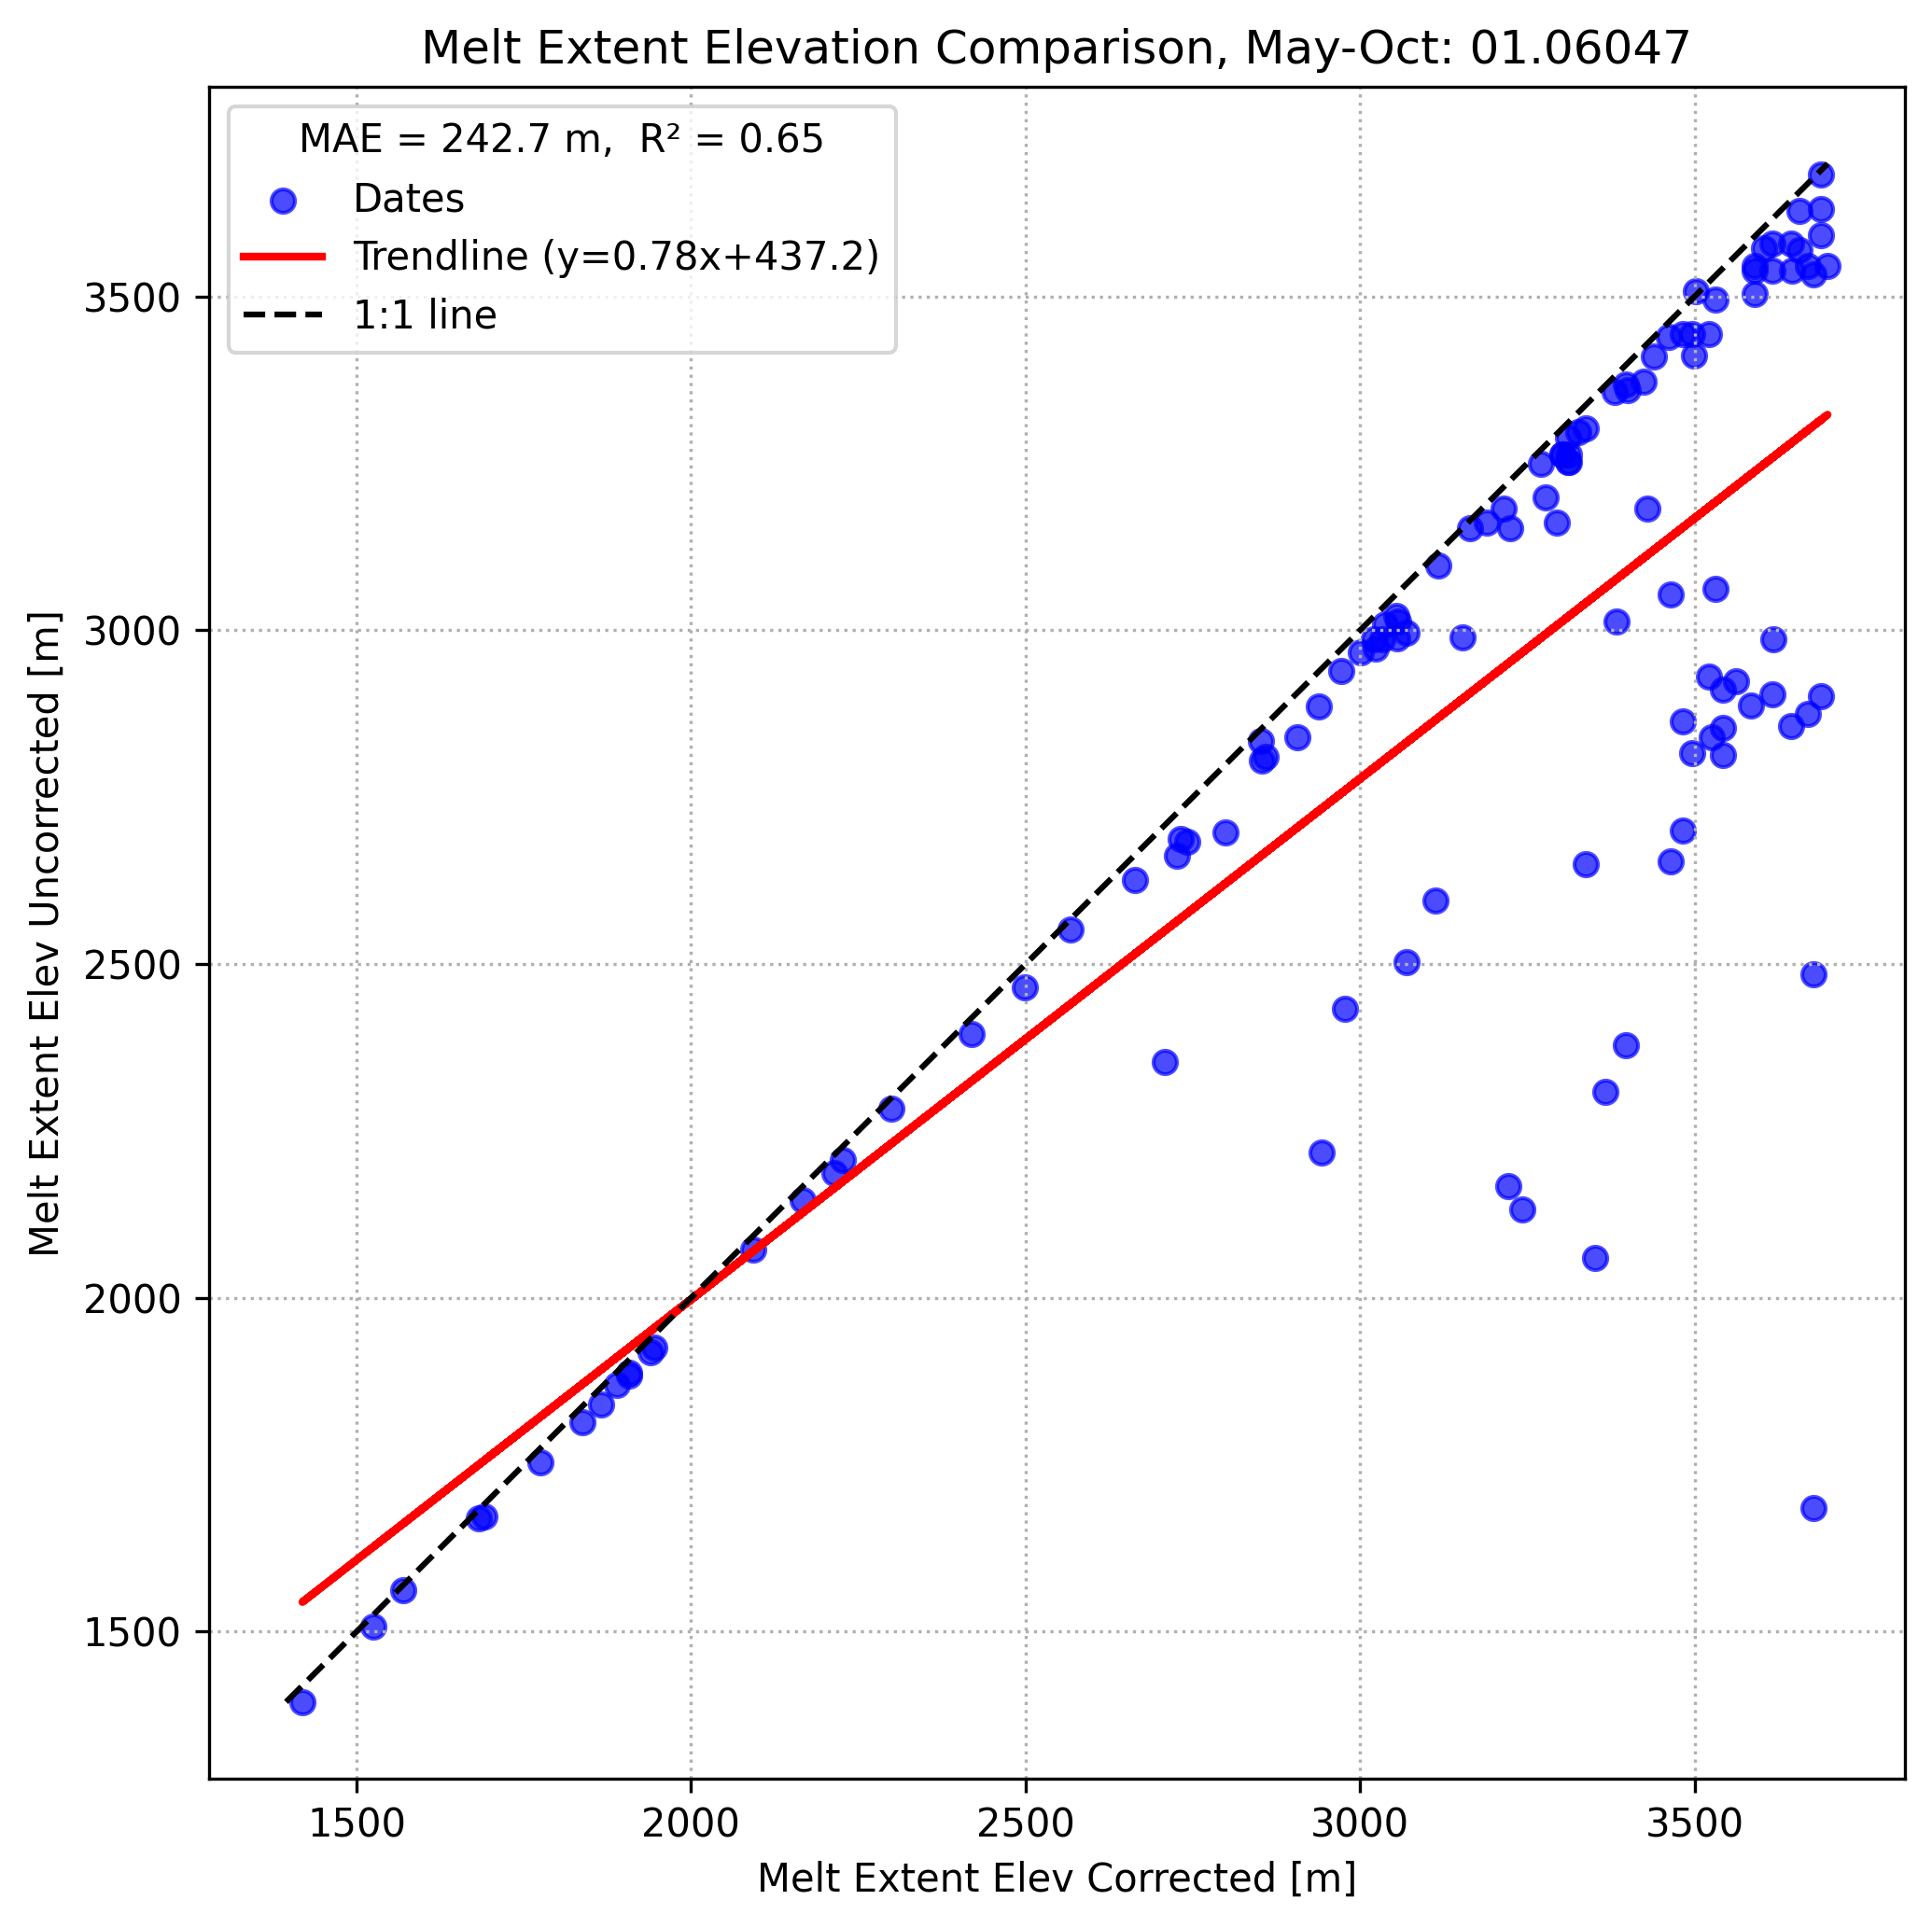 Melt Extent Elevation Comparison, May-Oct: 01.06047
MAE = 242.7 m,  R² = 0.65
Dates
Trendline (y=0.78x+437.2)
1:1 line
Melt Extent Elev Uncorrected [m]
3500
3000
2500
2000
1500
1500
2000
2500
3000
3500
Melt Extent Elev Corrected [m]